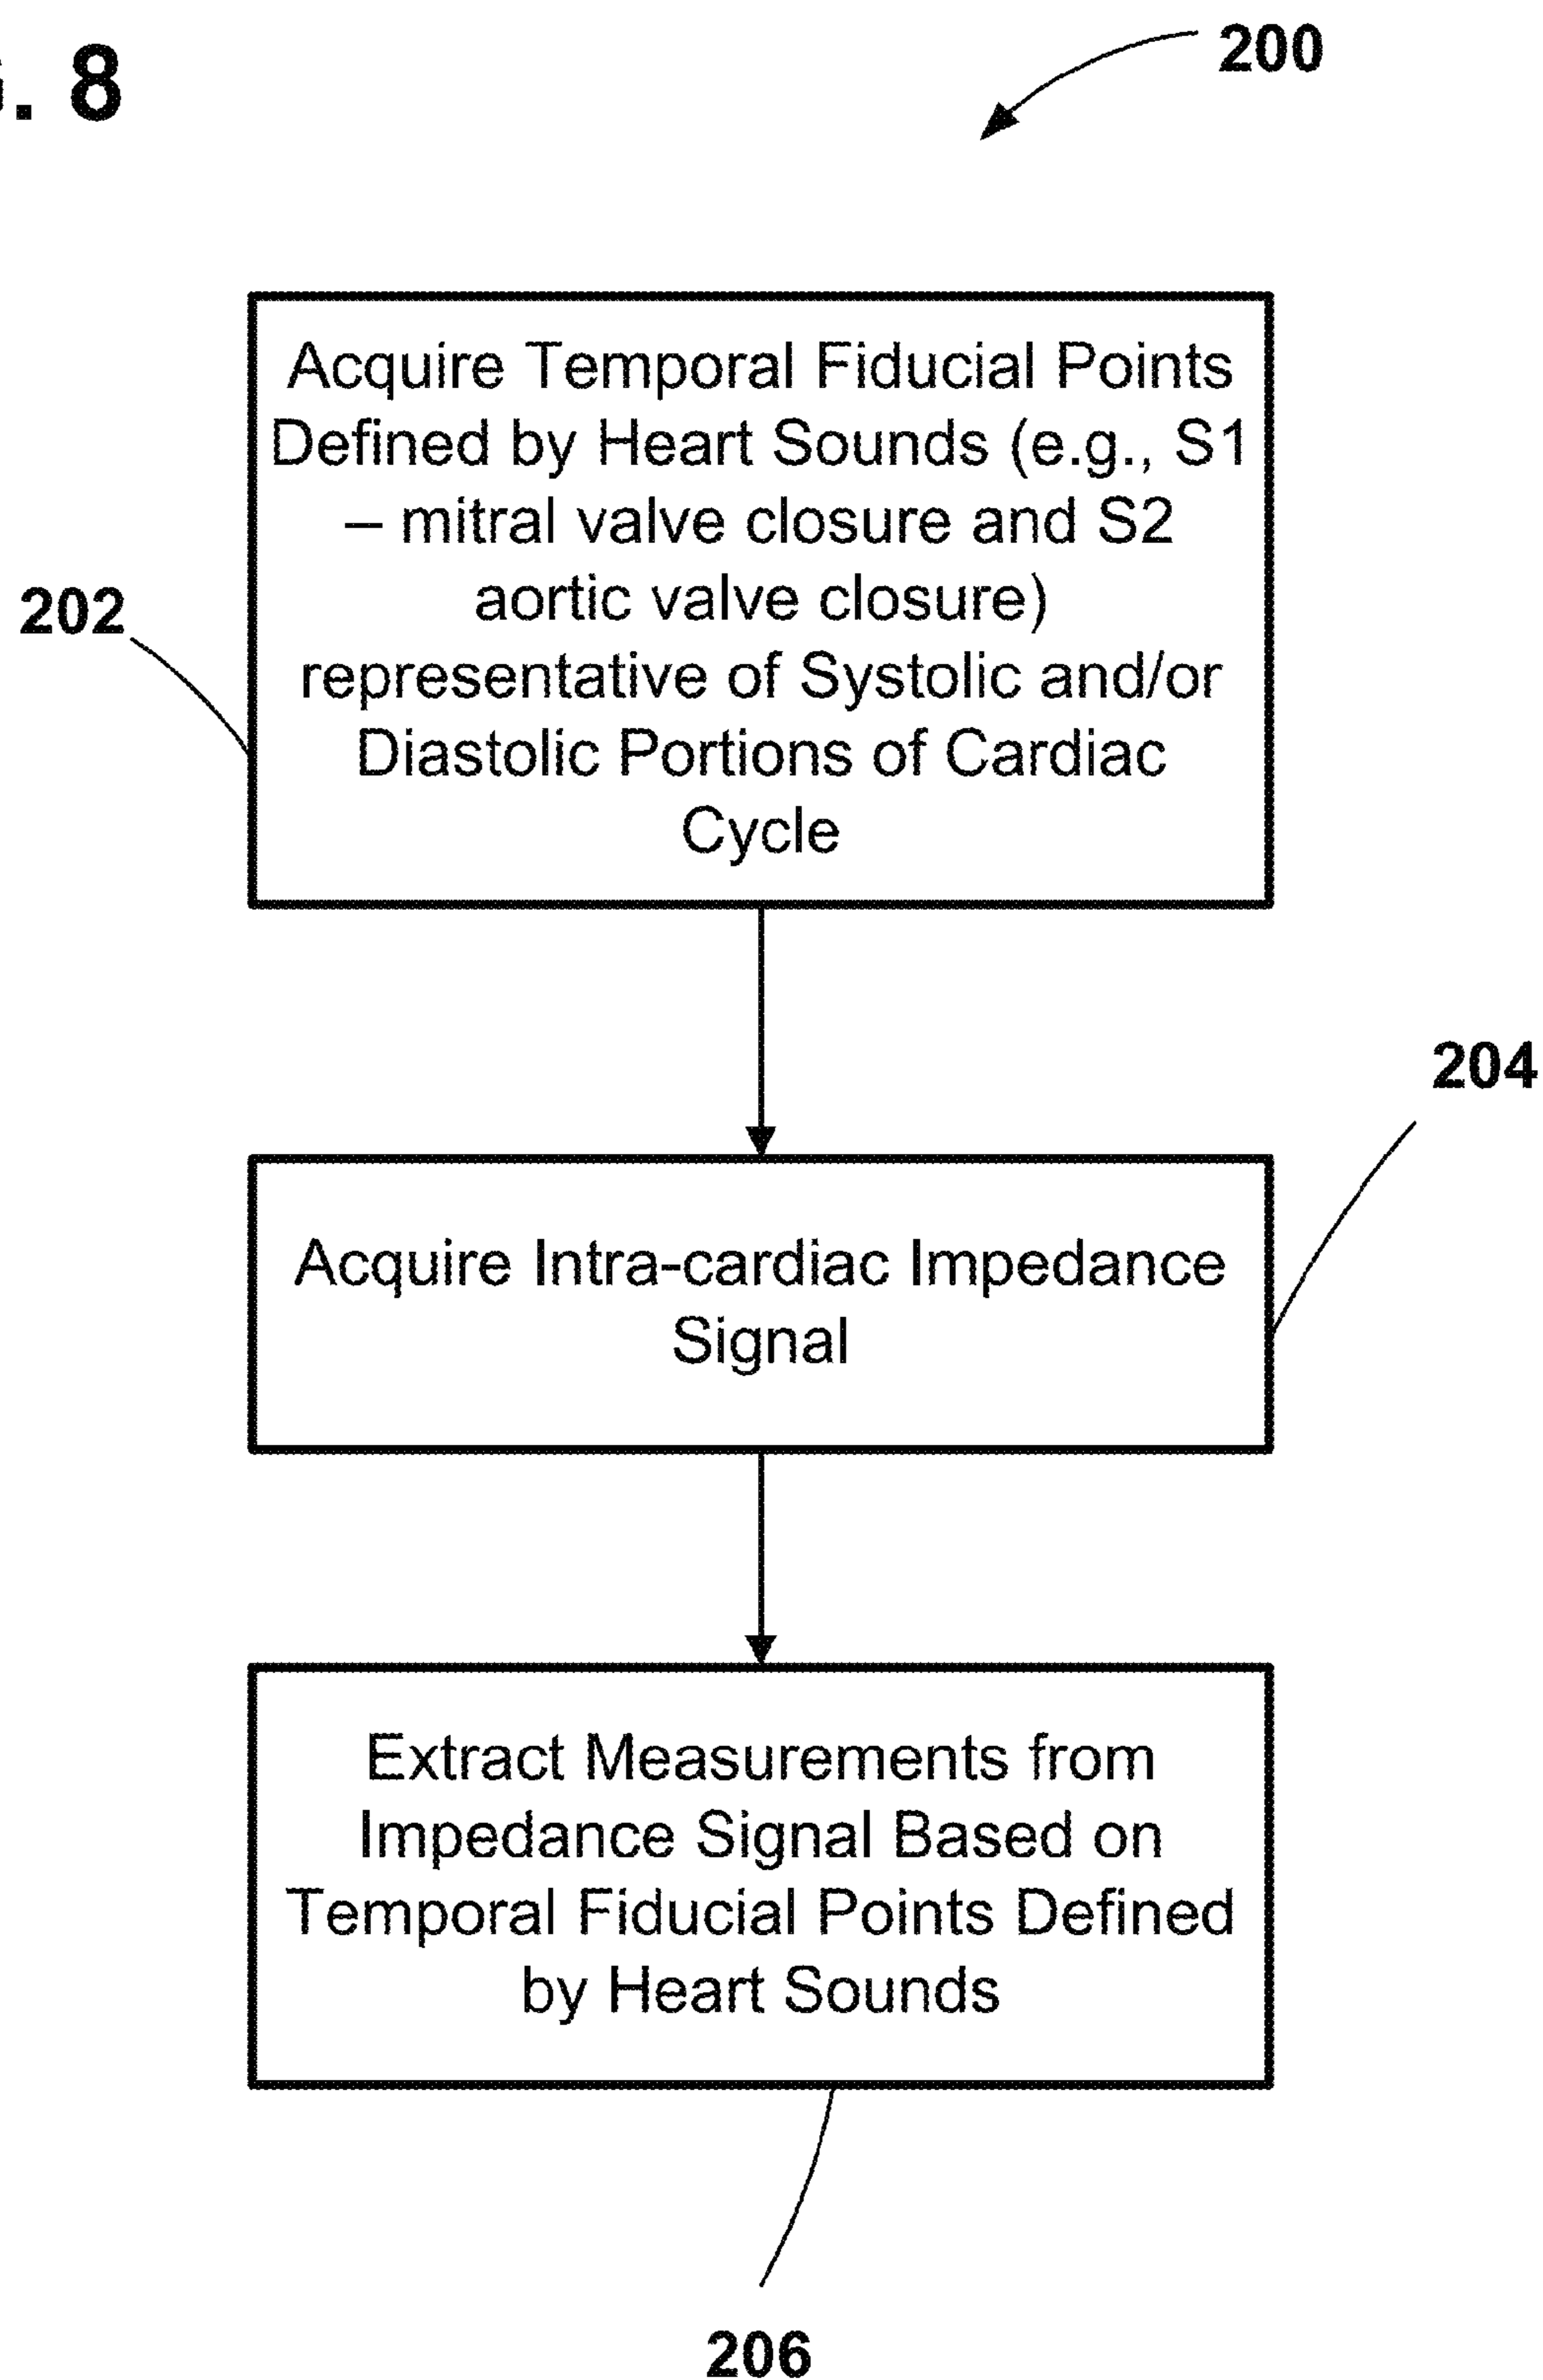 . 8
200
Acquire Temporal Fiducial Points
Defined by Heart Sounds (e.g., S1
– mitral valve closure and S2
aortic valve closure)
representative of Systolic and/or
Diastolic Portions of Cardiac
Cycle
202
204
Acquire Intra-cardiac Impedance
Signal
Extract Measurements from
Impedance Signal Based on
Temporal Fiducial Points Defined
by Heart Sounds
206